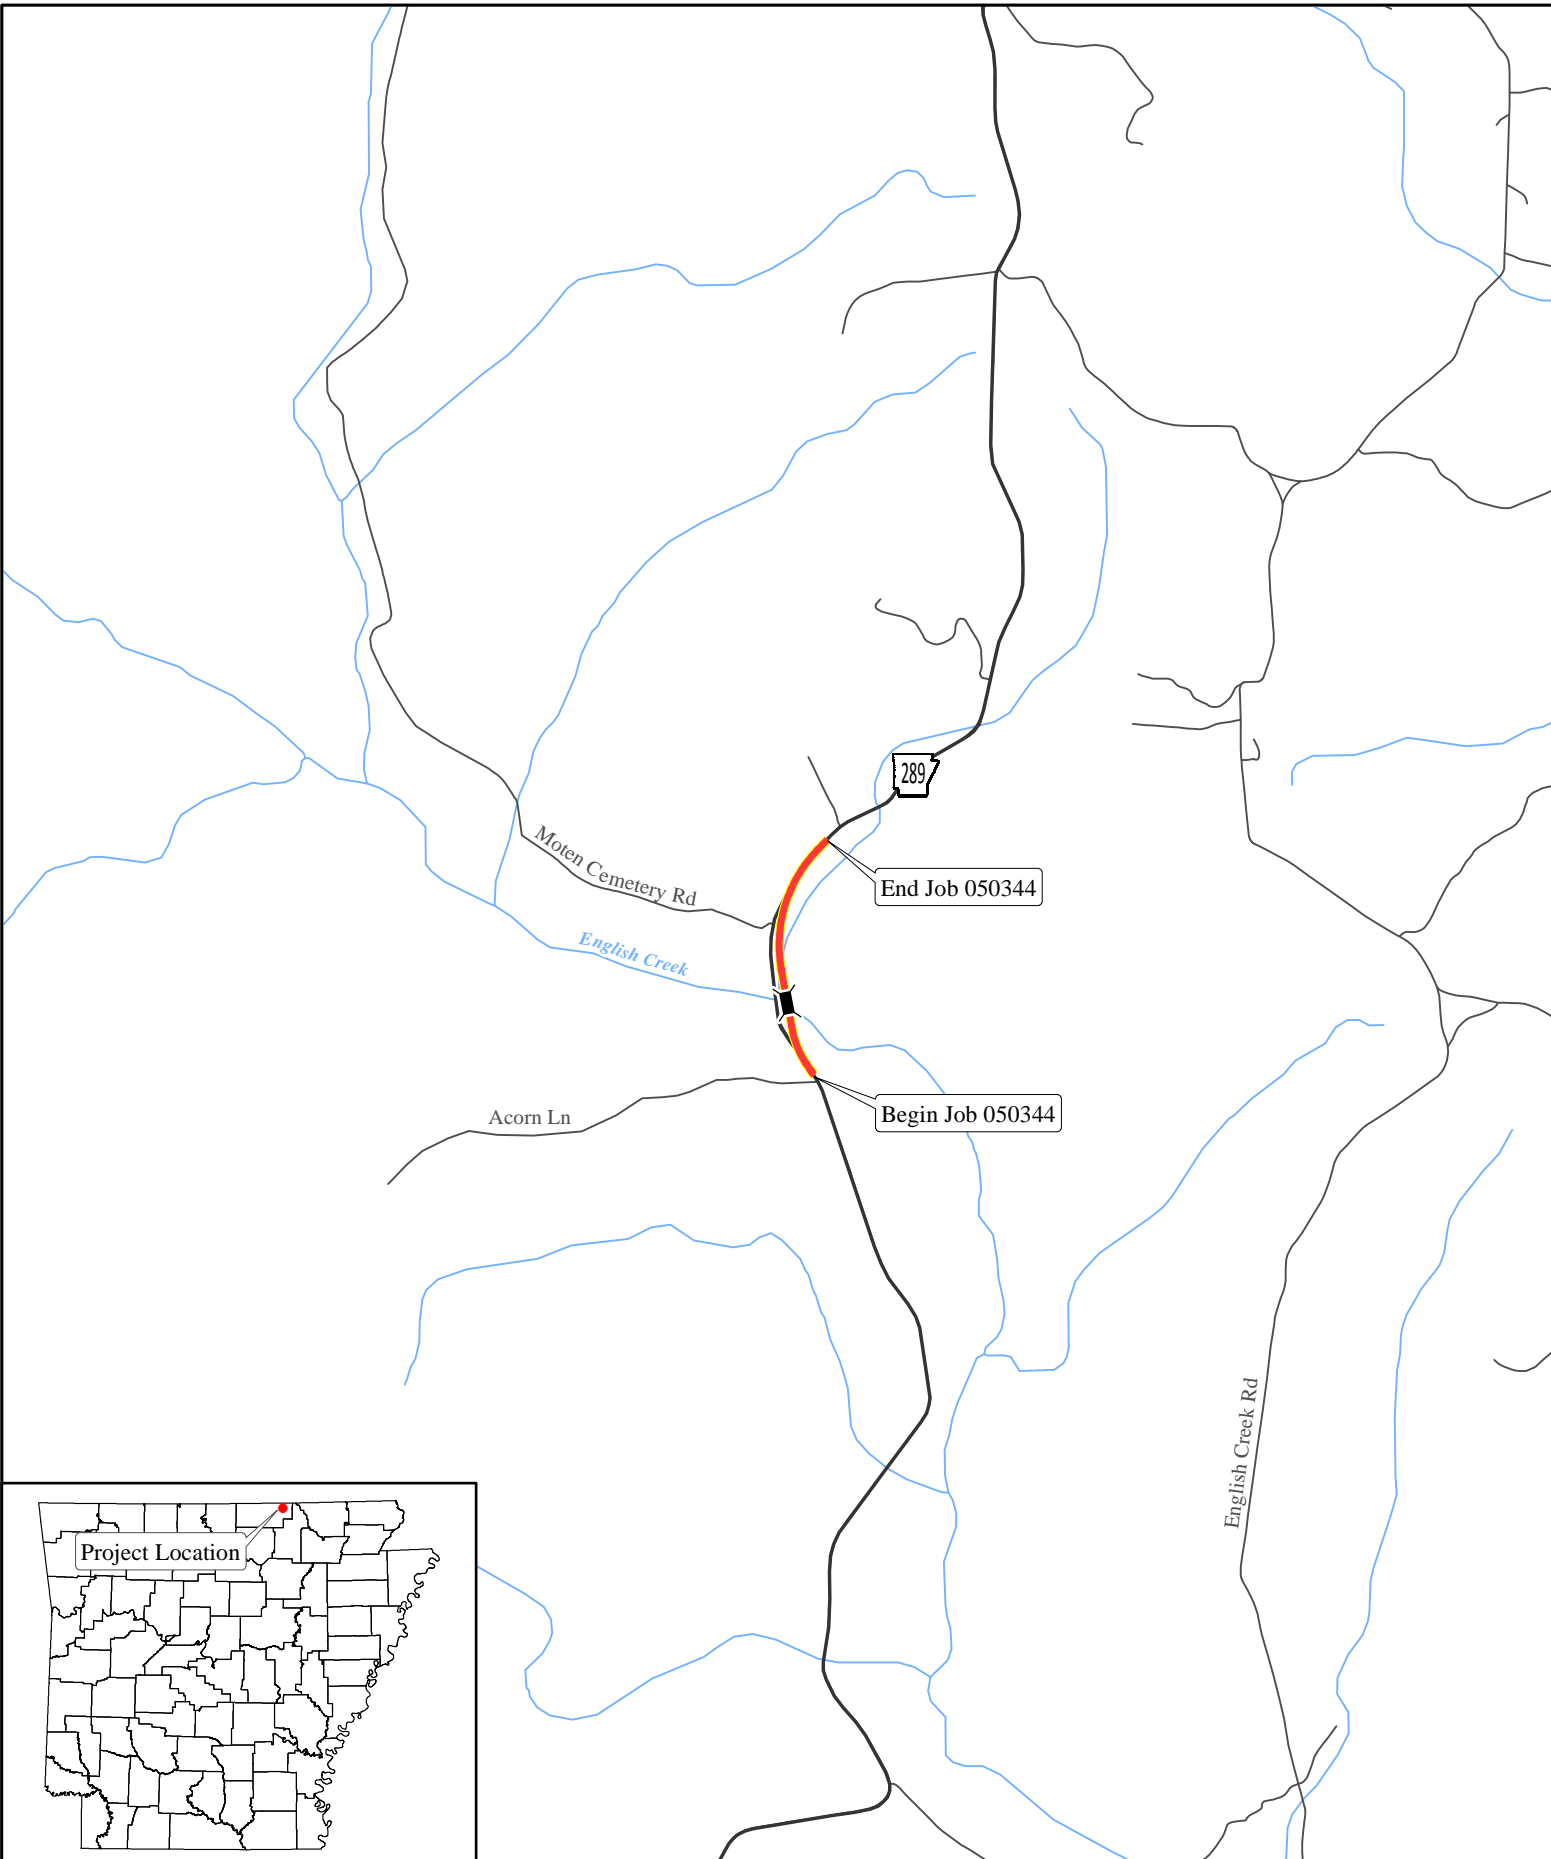 289
Moten Cemetery Rd
End Job 050344
English Creek
Begin Job 050344
Acorn Ln
English Creek Rd
Project Location